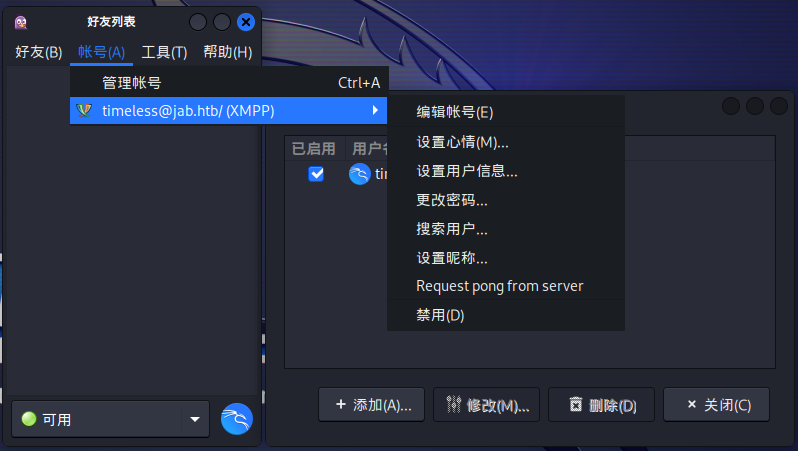 好友列表
好友(B) 帐号(A) 工具(T) 帮助(H)
管理帐号 Ctrl+A
timeless@jab.htb/ (XMPP)
编辑帐号(E)
设置心情(M)...
设置用户信息...
更改密码...
搜索用户...
设置昵称...
Request pong from server
禁用(D)
已启用 用户
tim
可用
添加(A)...
修改(M)...
删除(D)
关闭(C)